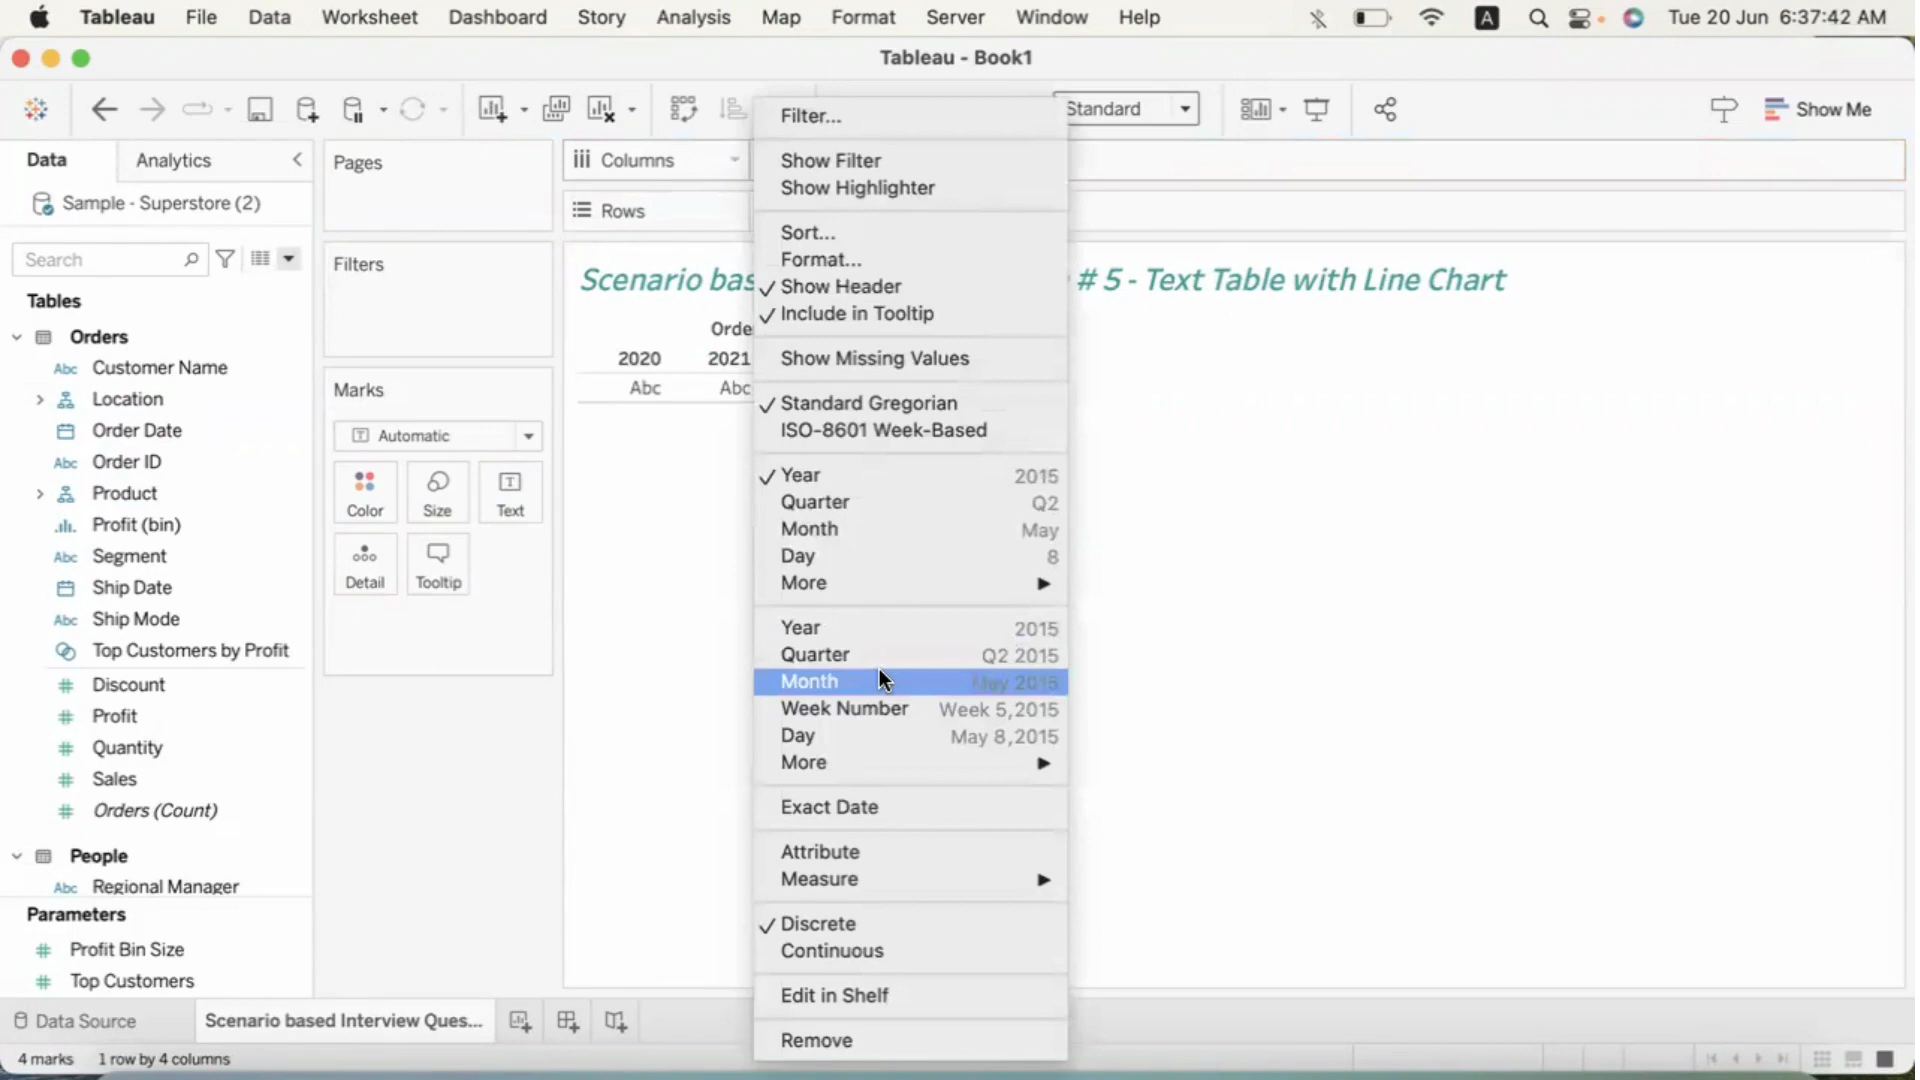 Tableau File Data Worksheet Dashboard Story Analysis Map Format Server Window Help A Tue 20 Jun 6:37:42 AM
Tableau - Book1
Standard
Show Me
Data Analytics
Sample - Superstore (2)
Search
Tables
Orders
Abc Customer Name
Location
Order Date
Abc Order ID
Product
Profit (bin)
Abc Segment
Ship Date
Abc Ship Mode
Top Customers by Profit
# Discount
# Profit
# Quantity
# Sales
# Orders (Count)
People
Abc Regional Manager
Parameters
# Profit Bin Size
# Top Customers
Pages
Filters
Marks
Automatic
Color Size Text
Detail Tooltip
Columns
Rows
Scenario bas # 5 - Text Table with Line Chart
Orde
2020 2021
Abc Abc
Filter...
Show Filter
Show Highlighter
Sort...
Format...
✓ Show Header
✓ Include in Tooltip
Show Missing Values
✓ Standard Gregorian
ISO-8601 Week-Based
✓ Year 2015
Quarter Q2
Month May
Day 8
More
Year 2015
Quarter Q2 2015
Month May 2015
Week Number Week 5,2015
Day May 8,2015
More
Exact Date
Attribute
Measure
✓ Discrete
Continuous
Edit in Shelf
Remove
Data Source Scenario based Interview Ques...
4 marks 1 row by 4 columns